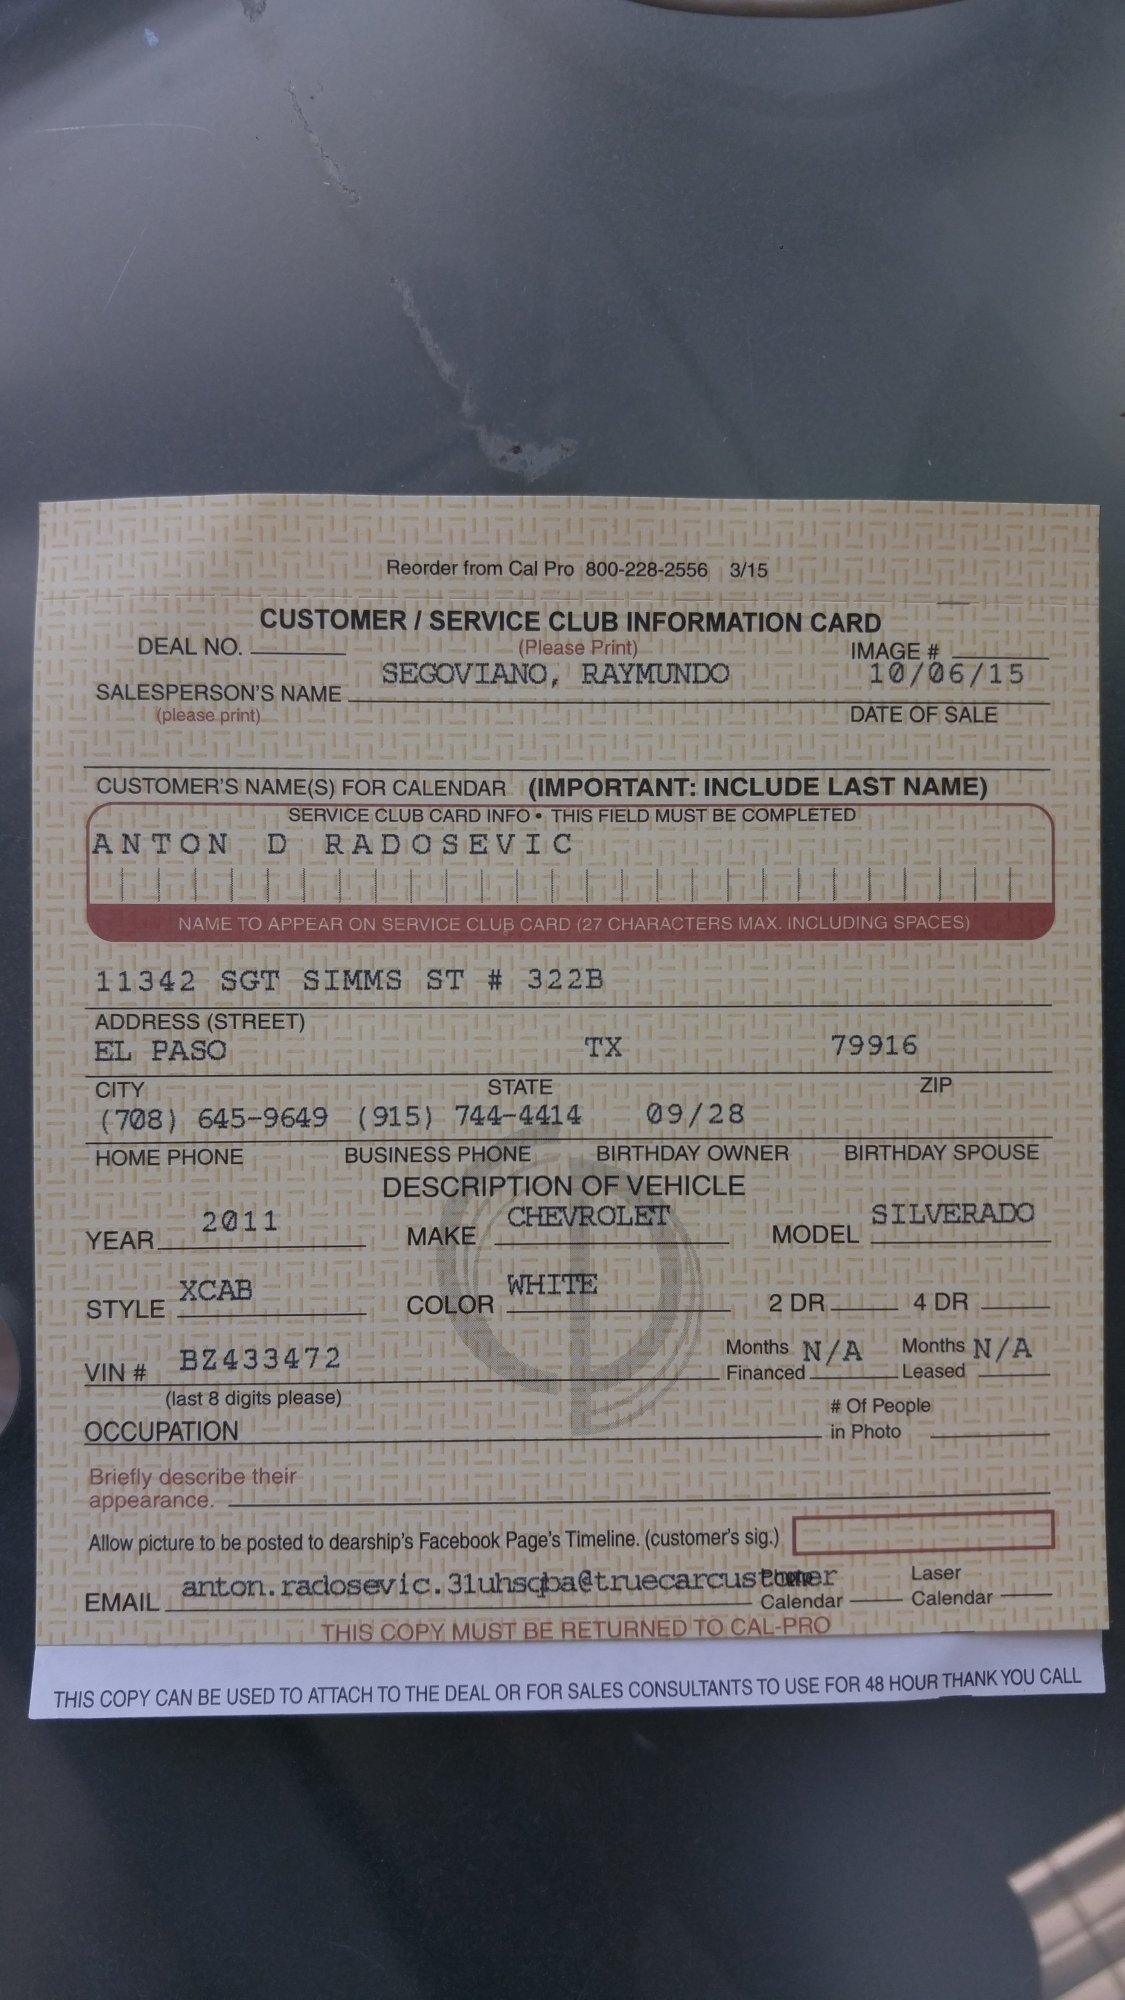 Reorder from Cal Pro 800-228-2556 3/15
CUSTOMER / SERVICE CLUB INFORMATION CARD
DEAL NO. (Please Print) IMAGE #
SEGOVIANO, RAYMUNDO 10/06/15
SALESPERSON'S NAME
(please print) DATE OF SALE
CUSTOMER'S NAME(S) FOR CALENDAR (IMPORTANT: INCLUDE LAST NAME)
SERVICE CLUB CARD INFO • THIS FIELD MUST BE COMPLETED
ANTON D RADOSEVIC
NAME TO APPEAR ON SERVICE CLUB CARD (27 CHARACTERS MAX. INCLUDING SPACES)
11342 SGT SIMMS ST # 322B
ADDRESS (STREET)
EL PASO TX 79916
CITY STATE ZIP
(708) 645-9649 (915) 744-4414 09/28
HOME PHONE BUSINESS PHONE BIRTHDAY OWNER BIRTHDAY SPOUSE
DESCRIPTION OF VEHICLE
YEAR 2011 MAKE CHEVROLET MODEL SILVERADO
STYLE XCAB COLOR WHITE 2 DR 4 DR
VIN # BZ433472 Months Financed N/A Months Leased N/A
(last 8 digits please)
OCCUPATION # Of People in Photo
Briefly describe their
appearance.
Allow picture to be posted to dearship's Facebook Page's Timeline. (customer's sig.)
EMAIL Calendar Laser Calendar
THIS COPY MUST BE RETURNED TO CAL-PRO
THIS COPY CAN BE USED TO ATTACH TO THE DEAL OR FOR SALES CONSULTANTS TO USE FOR 48 HOUR THANK YOU CALL